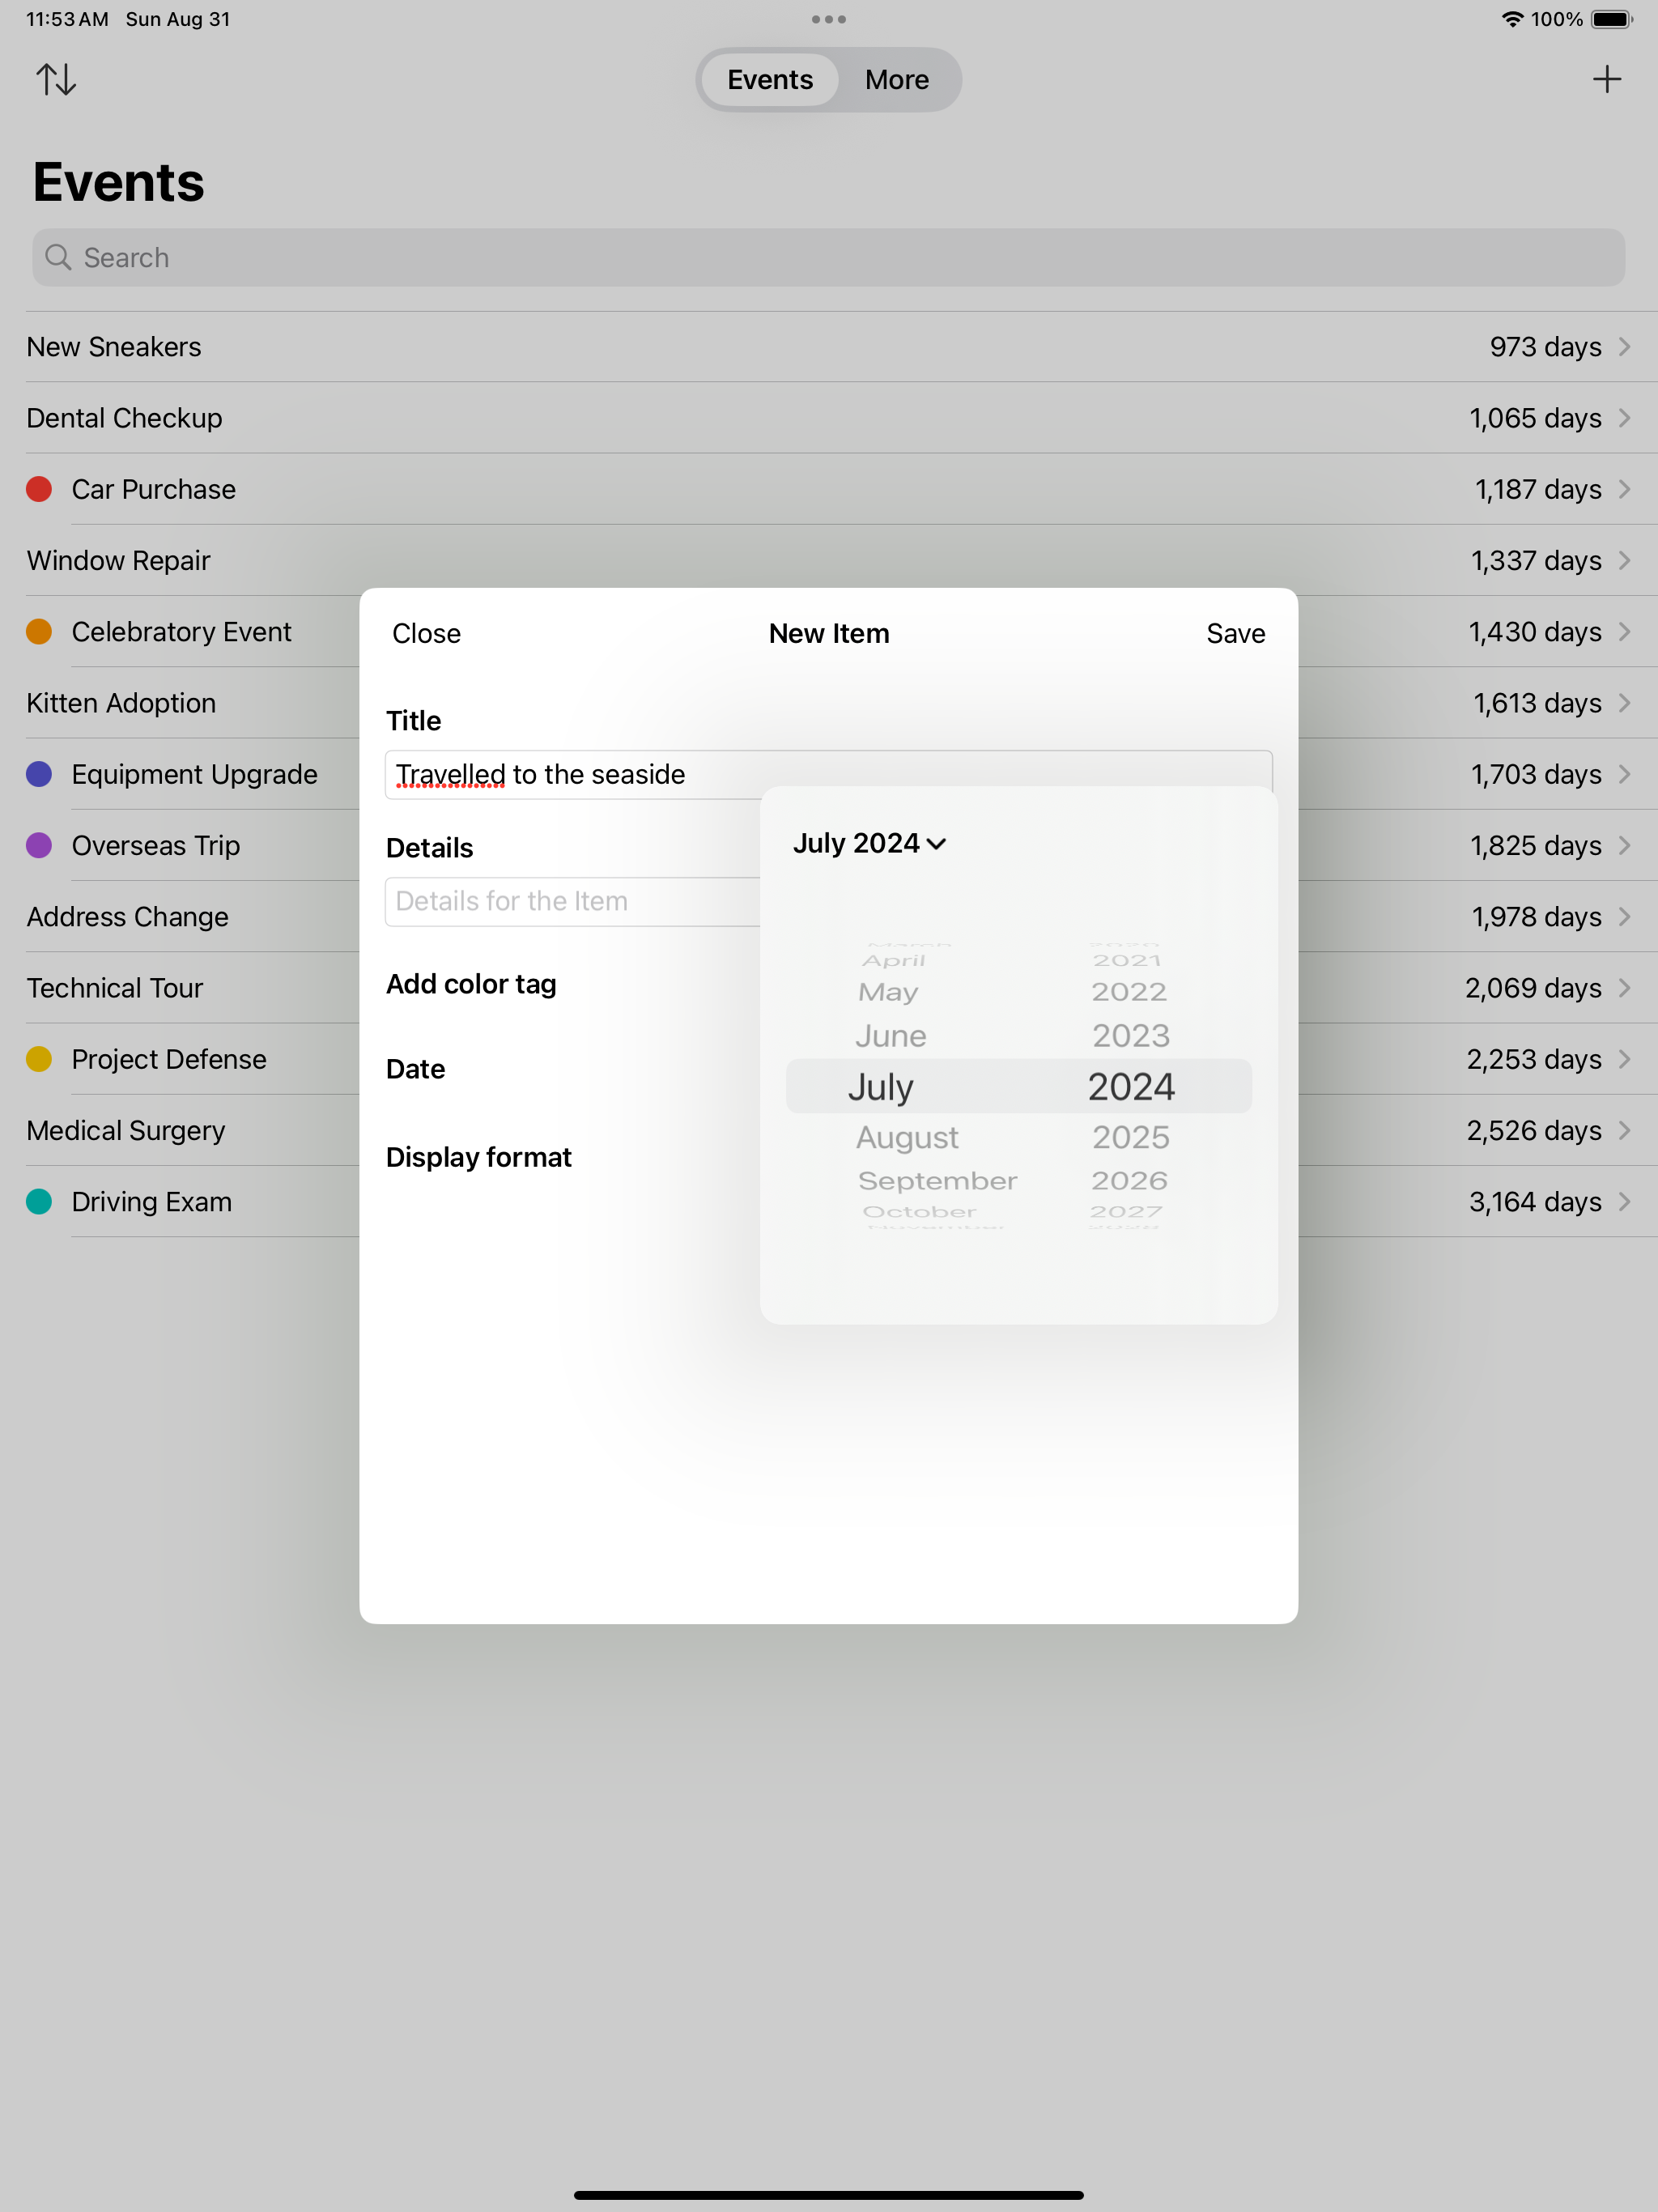 11:53 AM Sun Aug 31
100%
Events More
Events
Search
New Sneakers 973 days
Dental Checkup 1,065 days
Car Purchase 1,187 days
Window Repair 1,337 days
Celebratory Event 1,430 days
Kitten Adoption 1,613 days
Equipment Upgrade 1,703 days
Overseas Trip 1,825 days
Address Change 1,978 days
Technical Tour 2,069 days
Project Defense 2,253 days
Medical Surgery 2,526 days
Driving Exam 3,164 days
Close New Item Save
Title
Travelled to the seaside
Details
Details for the Item
Add color tag
Date
Display format
July 2024
March 2020
April 2021
May 2022
June 2023
July 2024
August 2025
September 2026
October 2027
November 2028